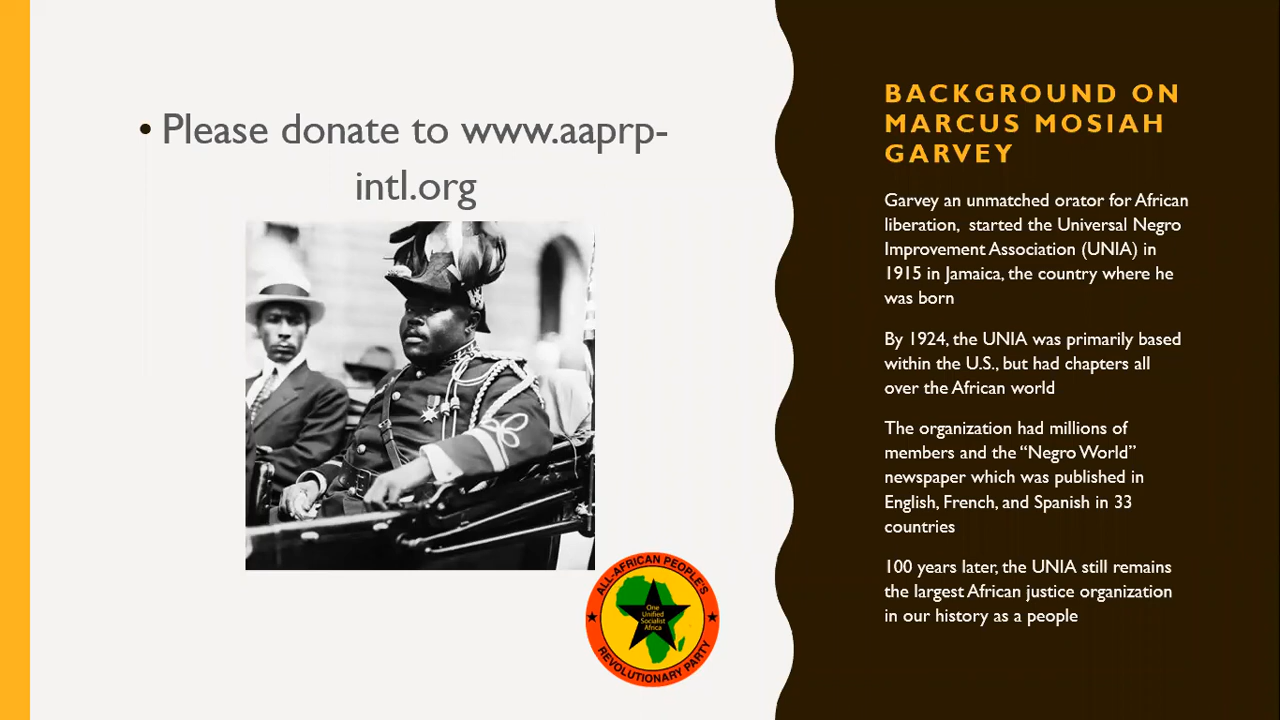 • Please donate to www.aaprp-
intl.org
BACKGROUND ON
MARCUS MOSIAH
GARVEY
Garvey an unmatched orator for African
liberation,  started the Universal Negro
Improvement Association (UNIA) in
1915 in Jamaica, the country where he
was born
By 1924, the UNIA was primarily based
within the U.S., but had chapters all
over the African world
The organization had millions of
members and the “Negro World”
newspaper which was published in
English, French, and Spanish in 33
countries
100 years later, the UNIA still remains
the largest African justice organization
in our history as a people
ALL-AFRICAN PEOPLE'S
One
Unified
Socialist
Africa
REVOLUTIONARY PARTY